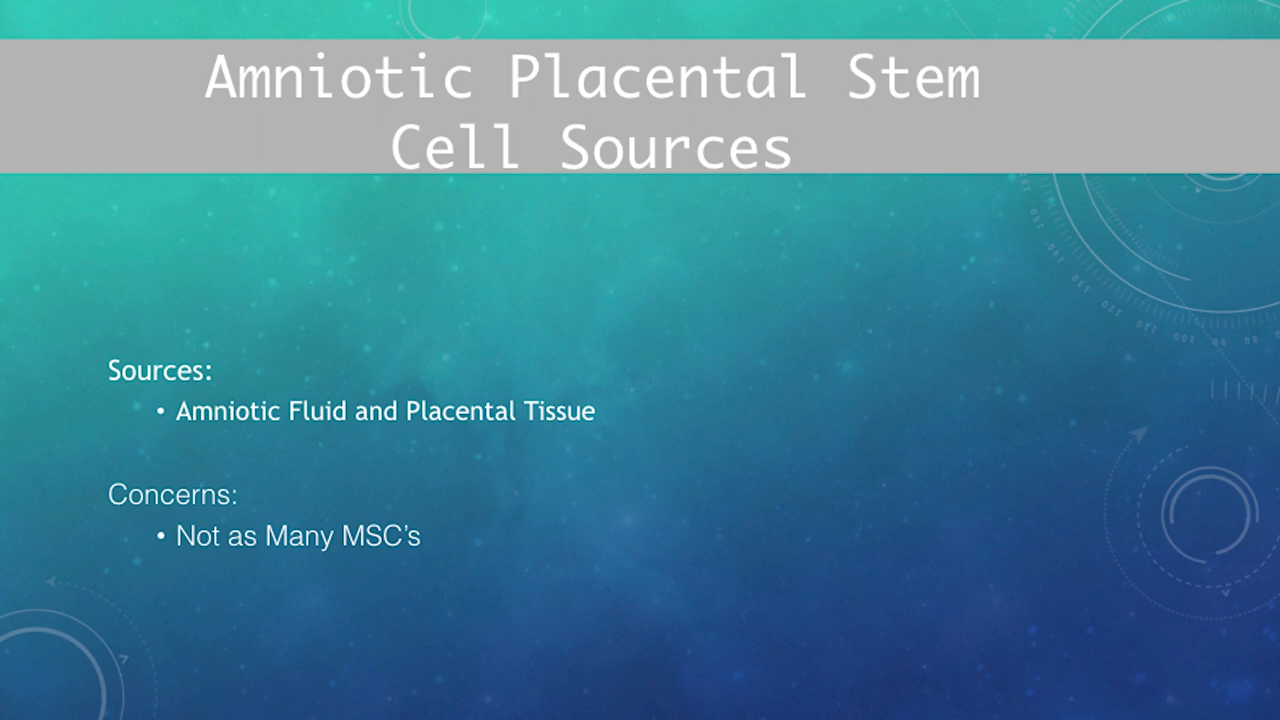 Amniotic Placental Stem
Cell Sources
Sources:
• Amniotic Fluid and Placental Tissue
Concerns:
• Not as Many MSC’s